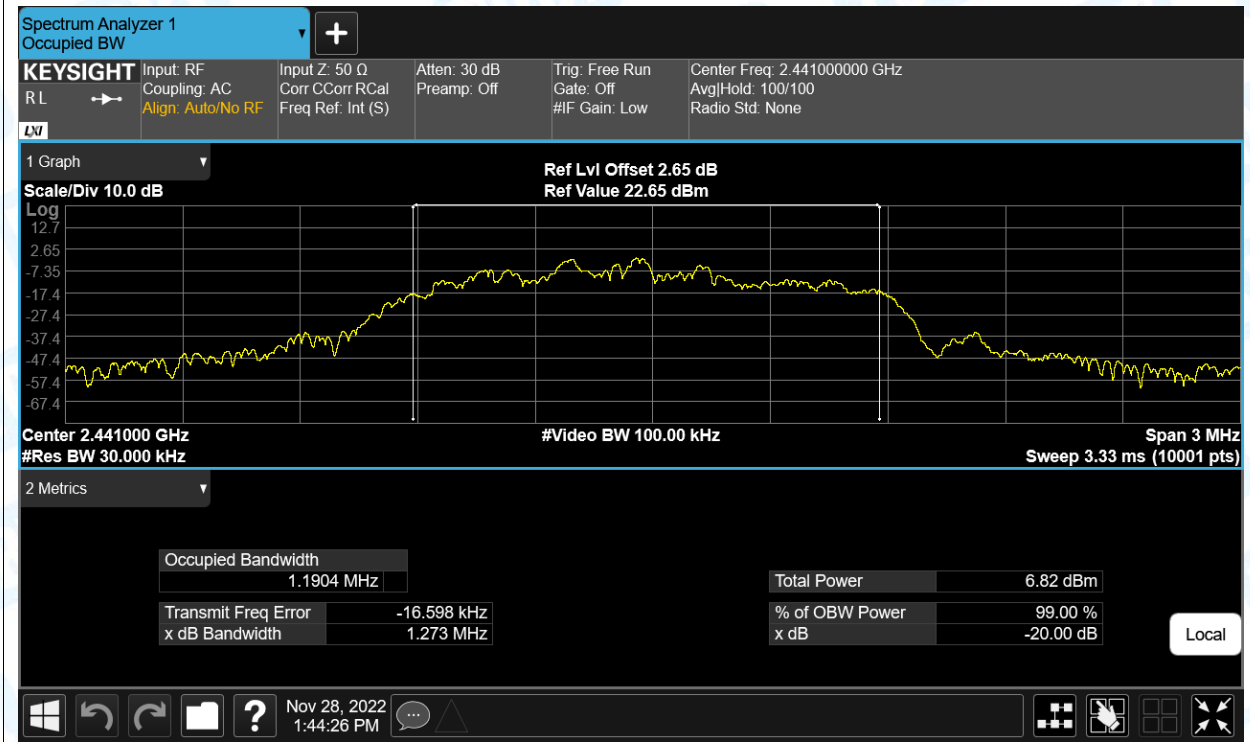 Spectrum Analyzer 1
Occupied BW
KEYSIGHT
R L
LXI
Input: RF
Coupling: AC
Align: Auto/No RF
Input Z: 50 Ω
Corr CCorr RCal
Freq Ref: Int (S)
Atten: 30 dB
Preamp: Off
Trig: Free Run
Gate: Off
#IF Gain: Low
Center Freq: 2.441000000 GHz
Avg|Hold: 100/100
Radio Std: None
1 Graph
Scale/Div 10.0 dB
Ref Lvl Offset 2.65 dB
Ref Value 22.65 dBm
Log
12.7
2.65
-7.35
-17.4
-27.4
-37.4
-47.4
-57.4
-67.4
Center 2.441000 GHz
#Video BW 100.00 kHz
Span 3 MHz
#Res BW 30.000 kHz
Sweep 3.33 ms (10001 pts)
2 Metrics
Occupied Bandwidth
1.1904 MHz
Transmit Freq Error -16.598 kHz
x dB Bandwidth 1.273 MHz
Total Power 6.82 dBm
% of OBW Power 99.00 %
x dB -20.00 dB
Local
?
Nov 28, 2022
1:44:26 PM